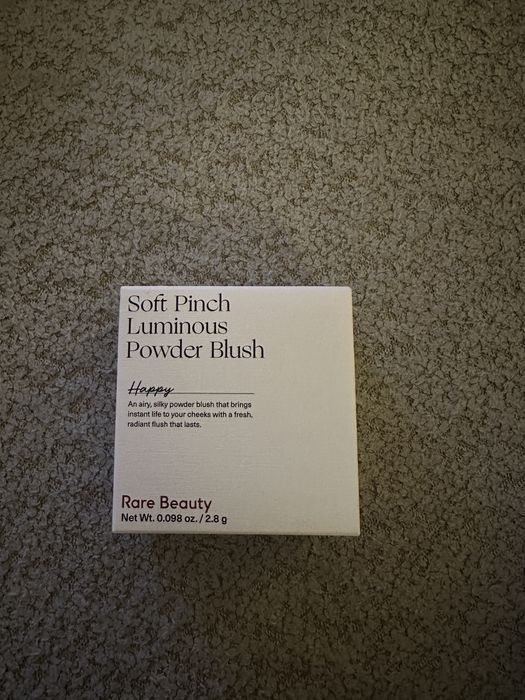 Soft Pinch
Luminous
Powder Blush
Happy
An airy, silky powder blush that brings
instant life to your cheeks with a fresh,
radiant flush that lasts.
Rare Beauty
Net Wt. 0.098 oz. / 2.8 g